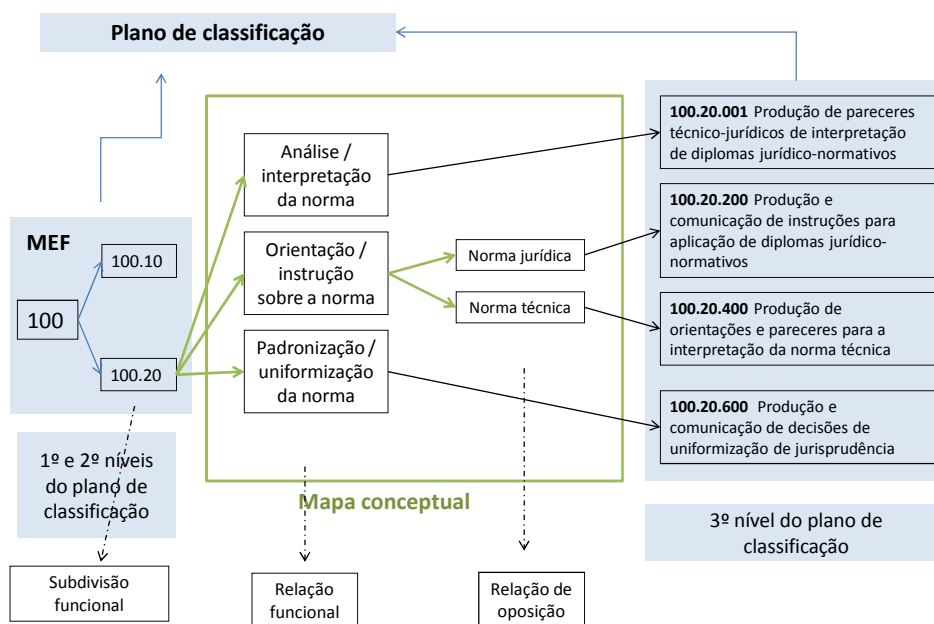 Plano de classificação
MEF
100
100.10
100.20
1º e 2º níveis
do plano de
classificação
Subdivisão
funcional
Análise /
interpretação
da norma
Orientação /
instrução
sobre a norma
Padronização /
uniformização
da norma
Norma jurídica
Norma técnica
Mapa conceptual
Relação
funcional
Relação de
oposição
100.20.001 Produção de pareceres
técnico-jurídicos de interpretação
de diplomas jurídico-normativos
100.20.200 Produção e
comunicação de instruções para
aplicação de diplomas jurídico-
normativos
100.20.400 Produção de
orientações e pareceres para a
interpretação da norma técnica
100.20.600 Produção e
comunicação de decisões de
uniformização de jurisprudência
3º nível do plano de
classificação